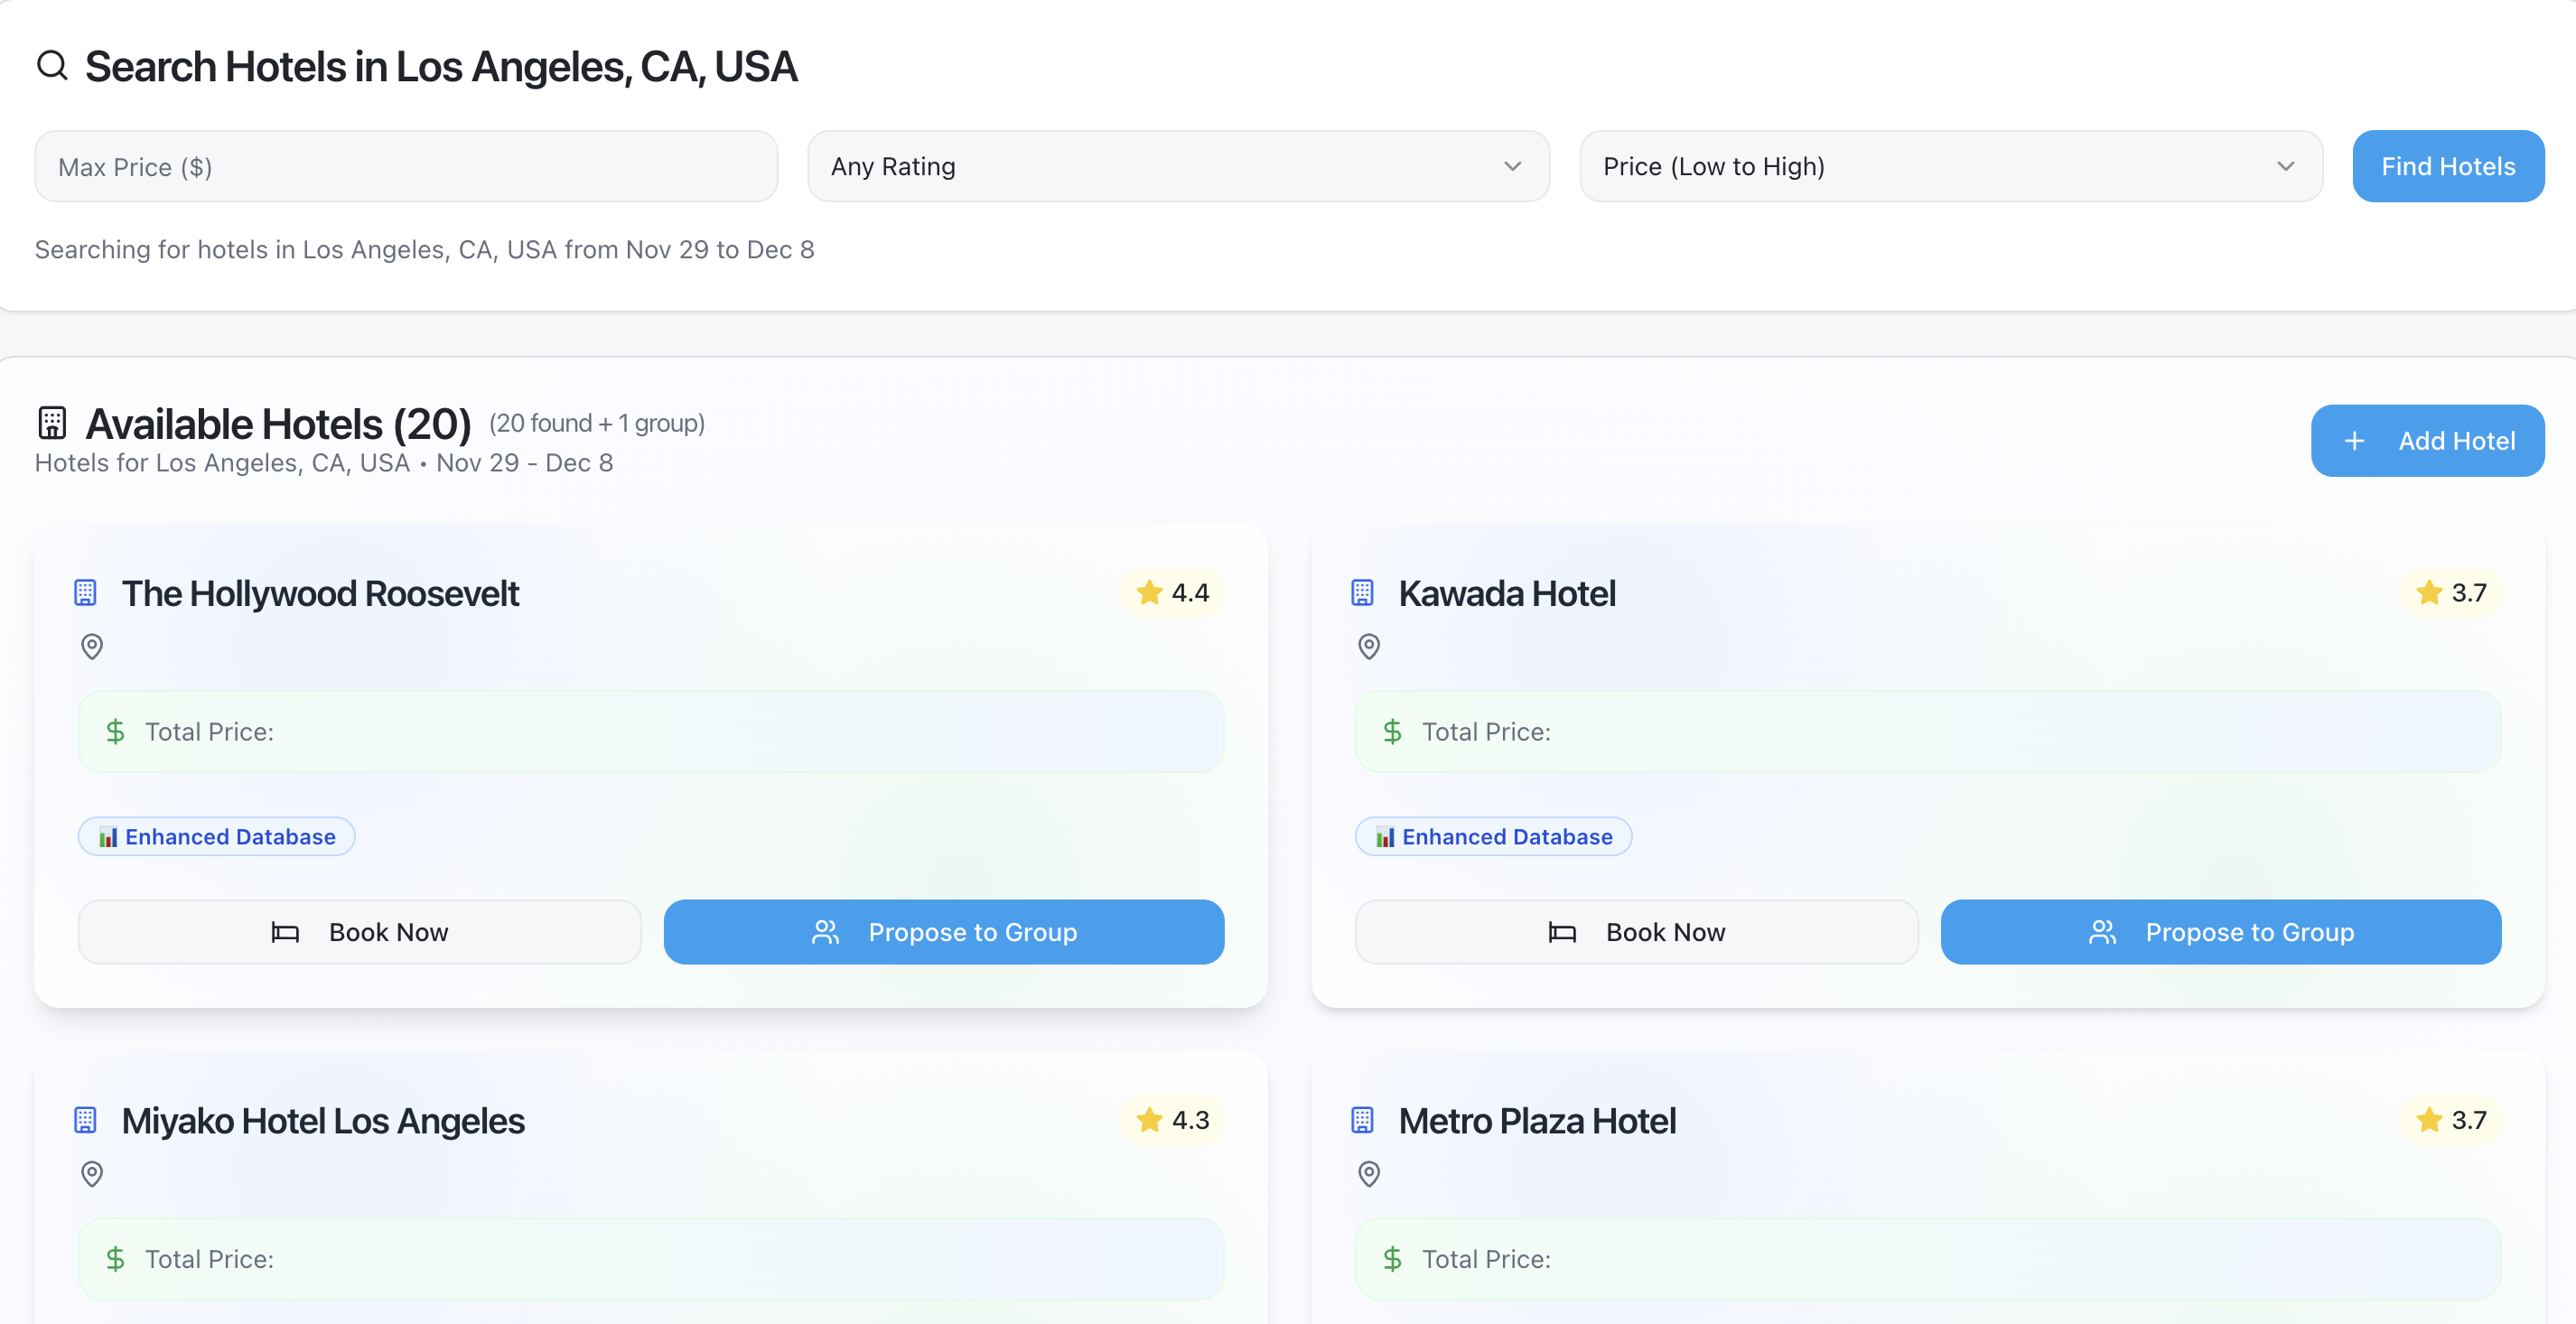 Search Hotels in Los Angeles, CA, USA
Max Price ($)
Any Rating
Price (Low to High)
Find Hotels
Searching for hotels in Los Angeles, CA, USA from Nov 29 to Dec 8
Available Hotels (20) (20 found + 1 group)
Hotels for Los Angeles, CA, USA • Nov 29 - Dec 8
Add Hotel
The Hollywood Roosevelt
4.4
$ Total Price:
Enhanced Database
Book Now
Propose to Group
Kawada Hotel
3.7
$ Total Price:
Enhanced Database
Book Now
Propose to Group
Miyako Hotel Los Angeles
4.3
$ Total Price:
Metro Plaza Hotel
3.7
$ Total Price: